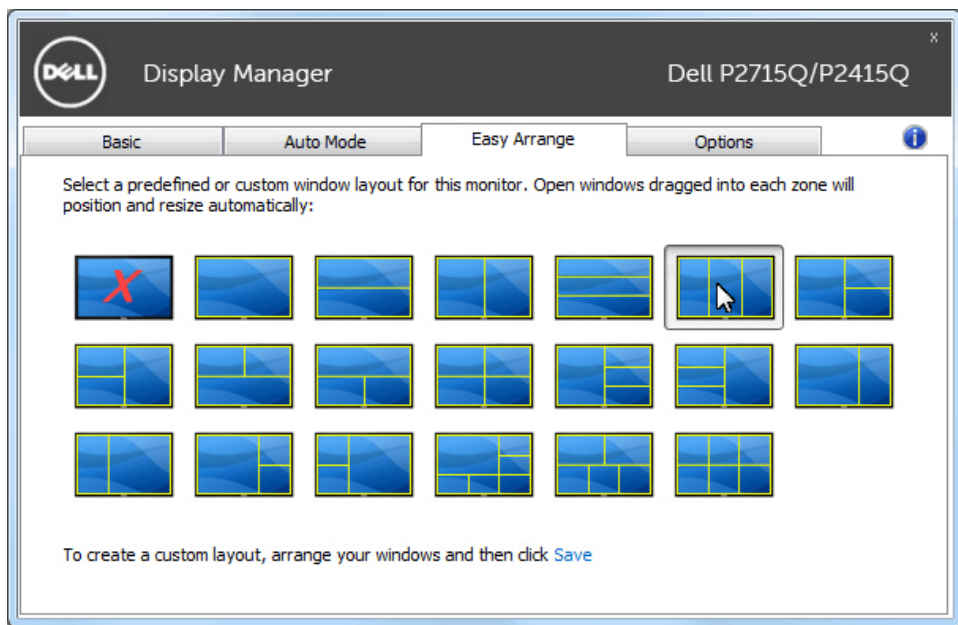 x
DELL
Display Manager
Dell P2715Q/P2415Q
Basic
Auto Mode
Easy Arrange
Options
i
Select a predefined or custom window layout for this monitor. Open windows dragged into each zone will
position and resize automatically:
X
To create a custom layout, arrange your windows and then click Save